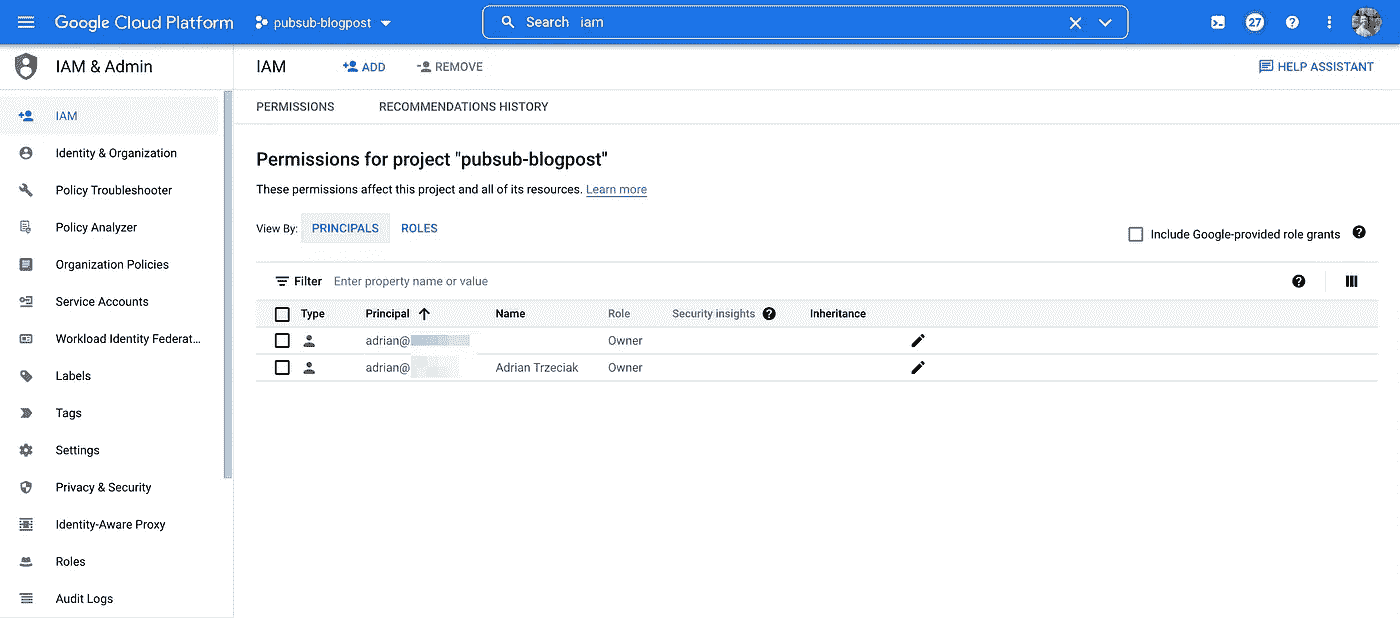 Google Cloud Platform pubsub-blogpost Search iam 27
IAM & Admin
IAM ADD REMOVE HELP ASSISTANT
PERMISSIONS RECOMMENDATIONS HISTORY
IAM
Identity & Organization
Policy Troubleshooter
Policy Analyzer
Organization Policies
Service Accounts
Workload Identity Federat...
Labels
Tags
Settings
Privacy & Security
Identity-Aware Proxy
Roles
Audit Logs
Permissions for project "pubsub-blogpost"
These permissions affect this project and all of its resources. Learn more
View By: PRINCIPALS ROLES Include Google-provided role grants
Filter Enter property name or value
Type Principal Name Role Security insights Inheritance
adrian@ Owner
adrian@ Adrian Trzeciak Owner